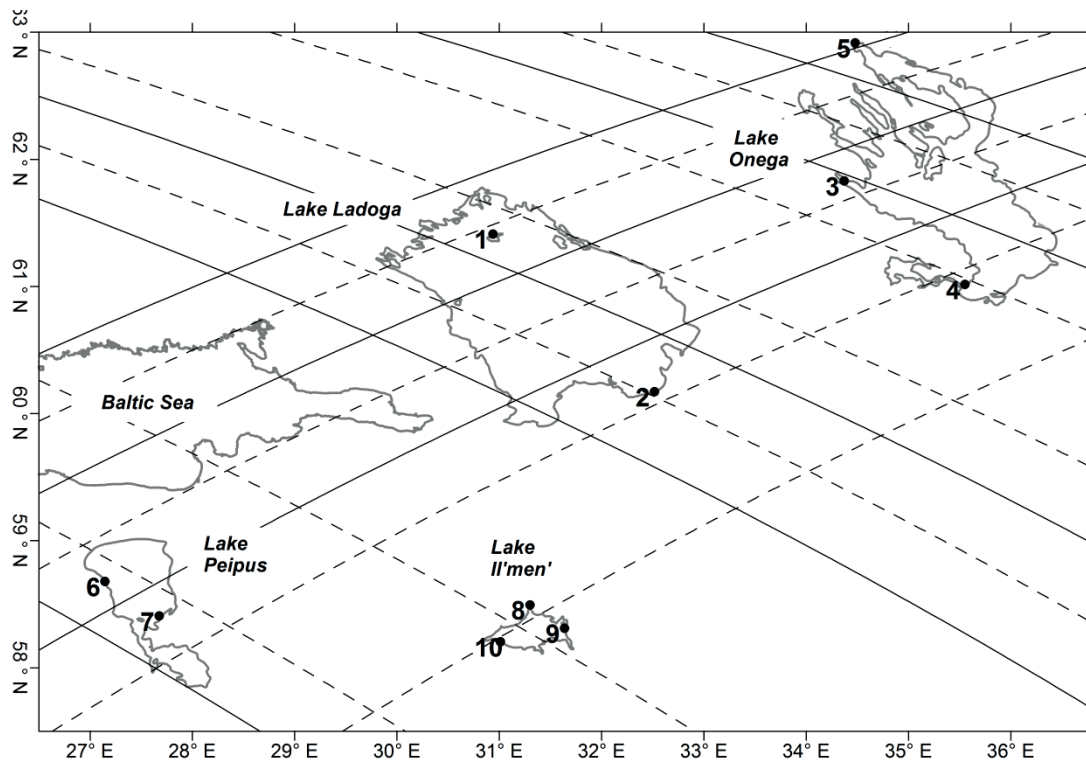 63° N
62° N
61° N
60° N
59° N
58° N
5
Lake
Onega
3
Lake Ladoga
1
4
2
Baltic Sea
Lake
Peipus
6
7
Lake
Il'men'
8
9
10
27° E
28° E
29° E
30° E
31° E
32° E
33° E
34° E
35° E
36° E